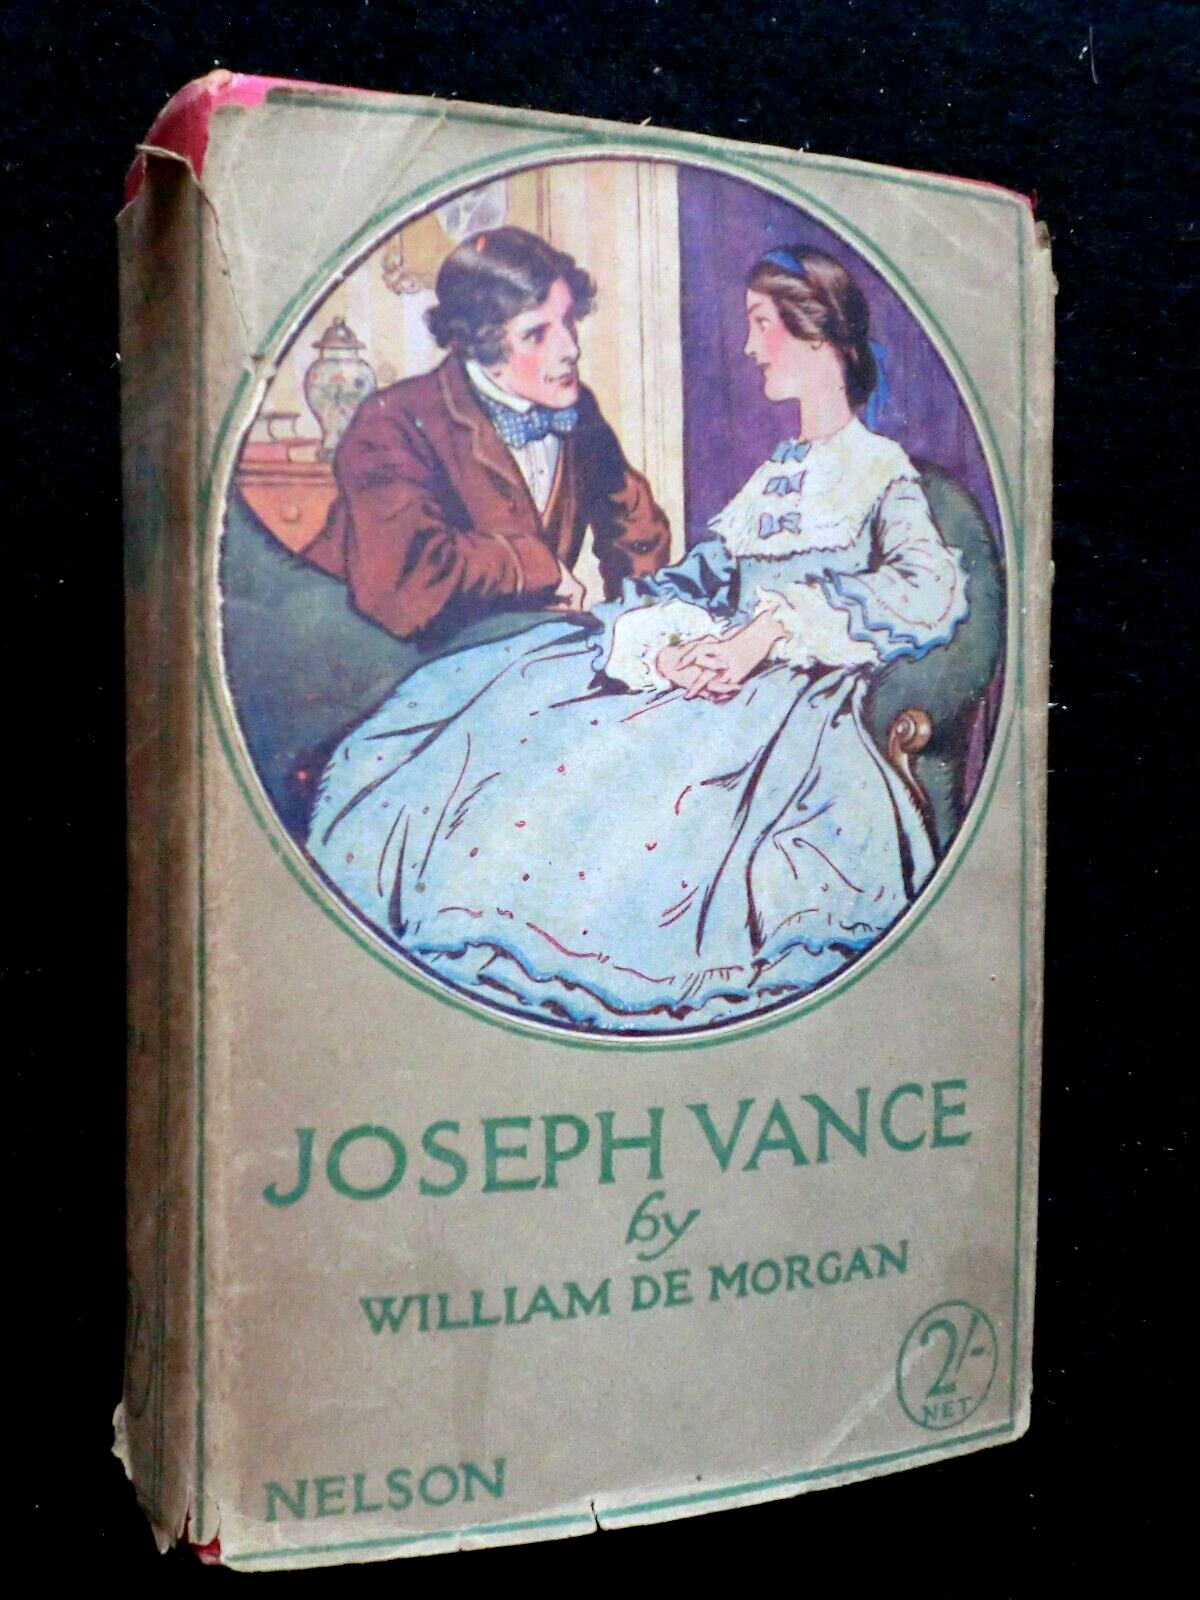 JOSEPH VANCE
by
WILLIAM DE MORGAN
2/-
NET
NELSON